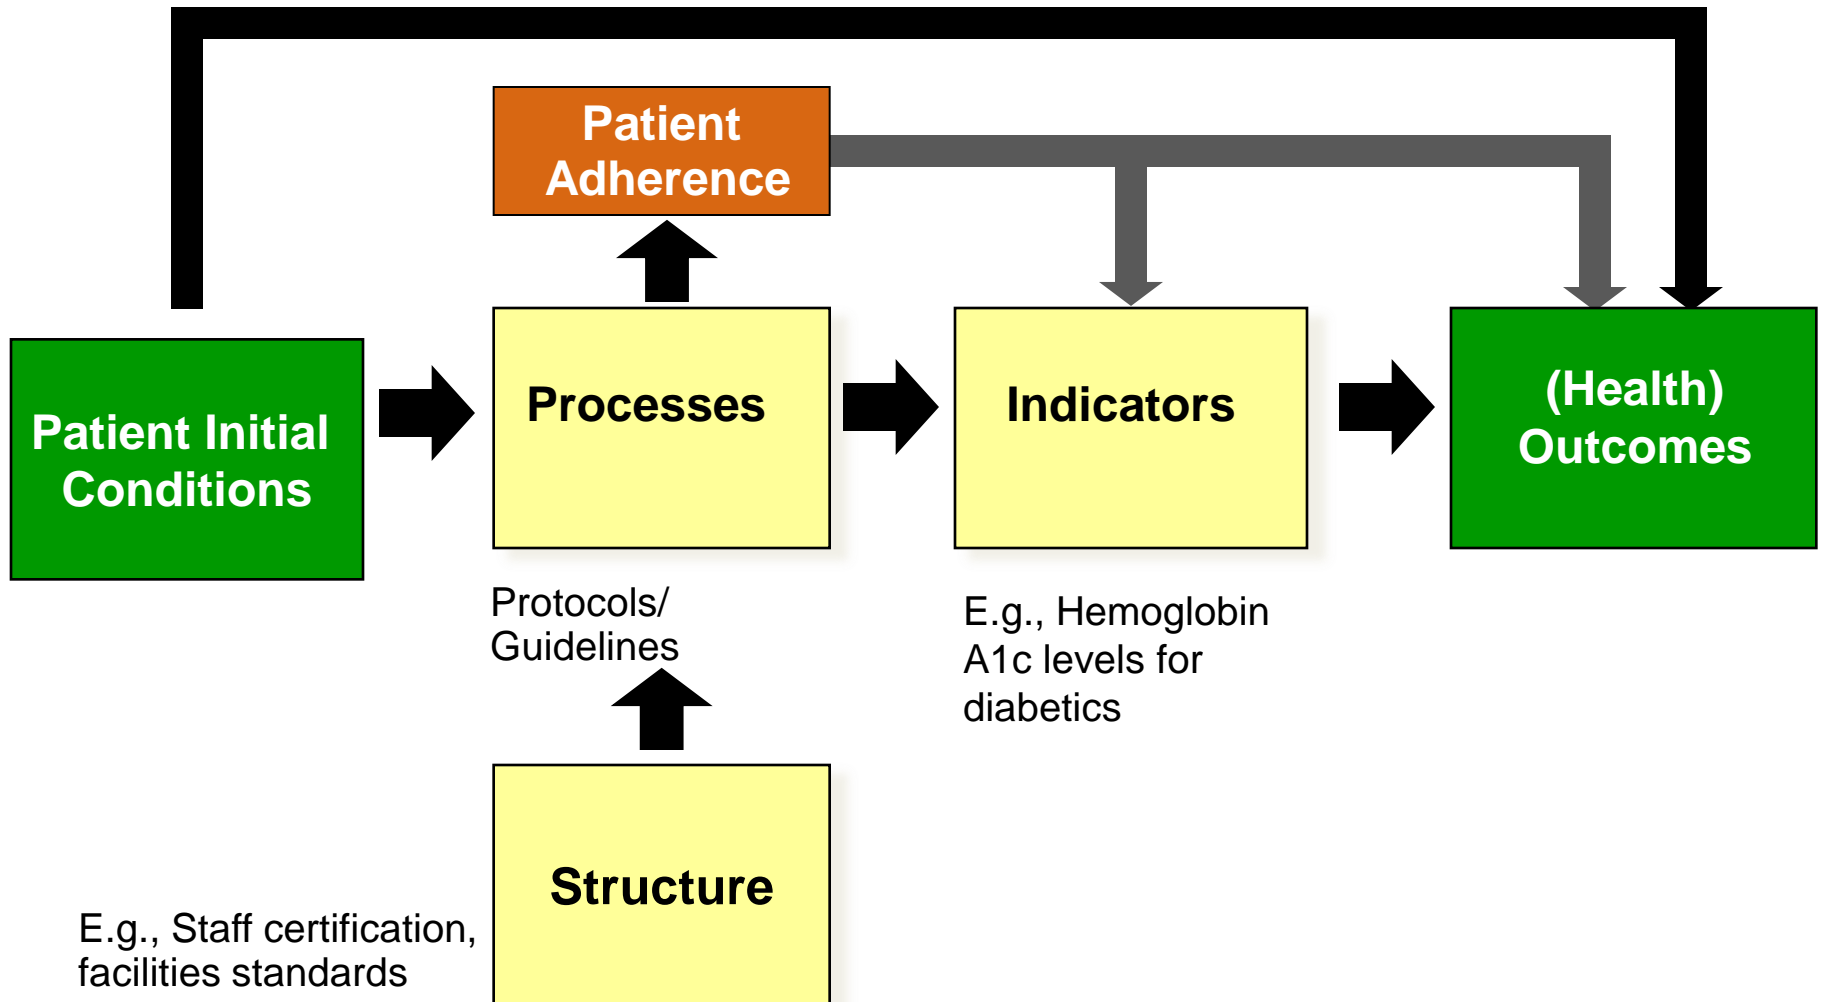 Patient
Adherence
Patient Initial
Conditions
Processes
Indicators
(Health)
Outcomes
Protocols/
Guidelines
E.g., Hemoglobin
A1c levels for
diabetics
Structure
E.g., Staff certification,
facilities standards